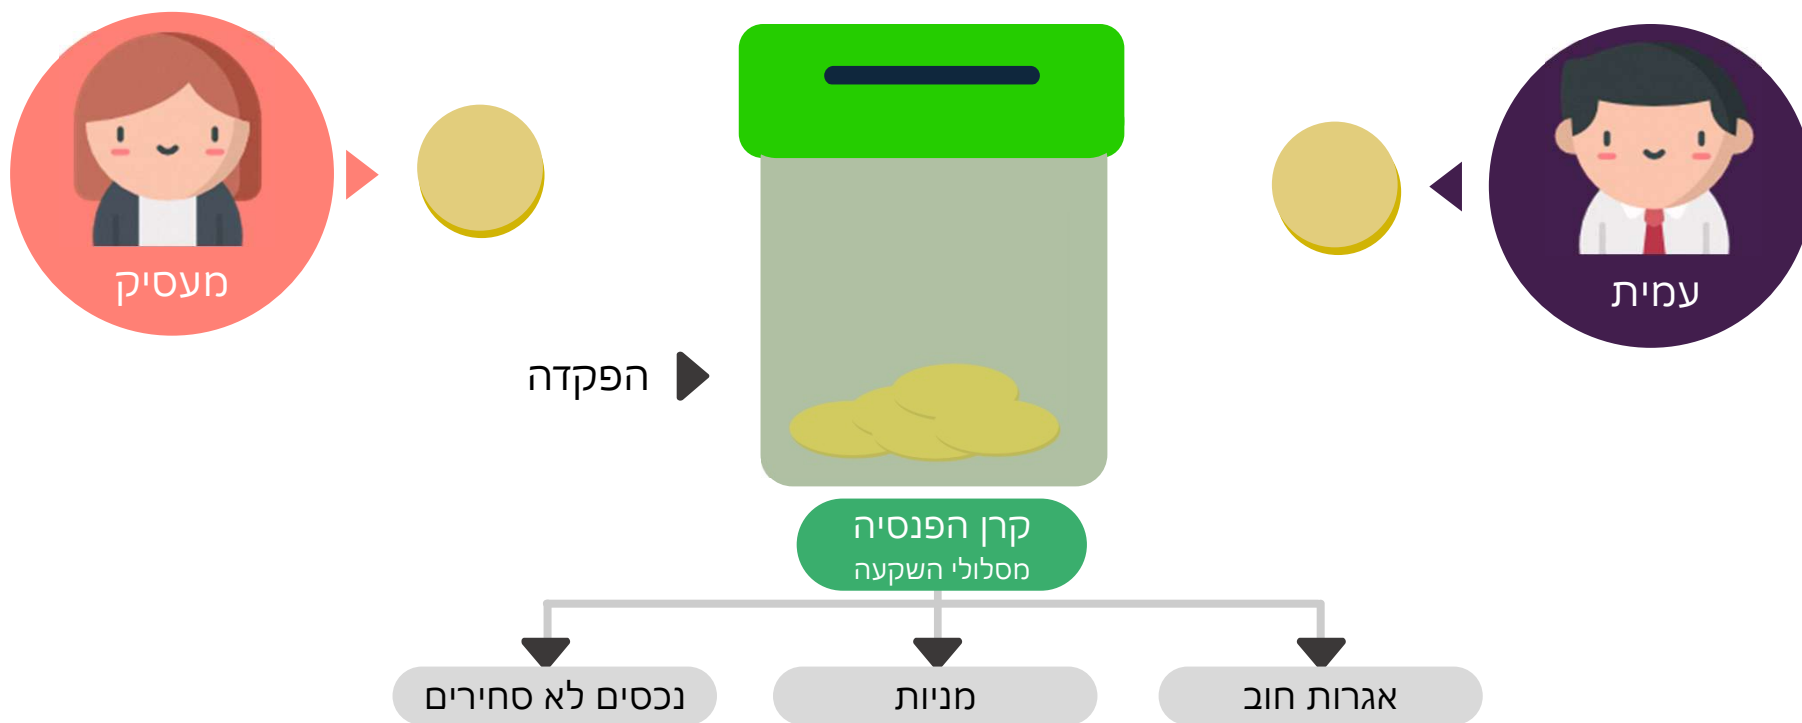 מעסיק
עמית
הפקדה
קרן הפנסיה
מסלולי השקעה
אגרות חוב
מניות
נכסים לא סחירים